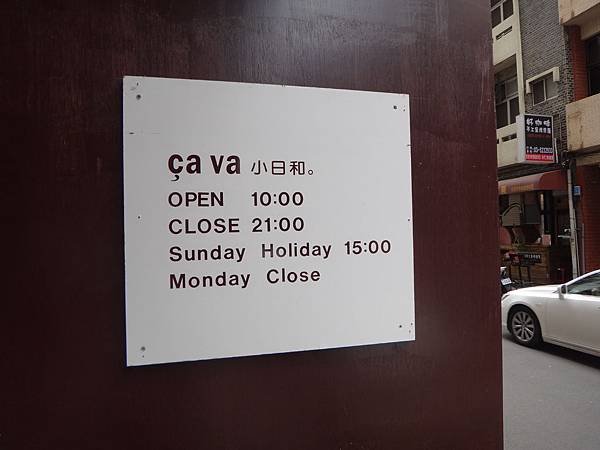 ça va 小日和。
OPEN 10:00
CLOSE 21:00
Sunday Holiday 15:00
Monday Close